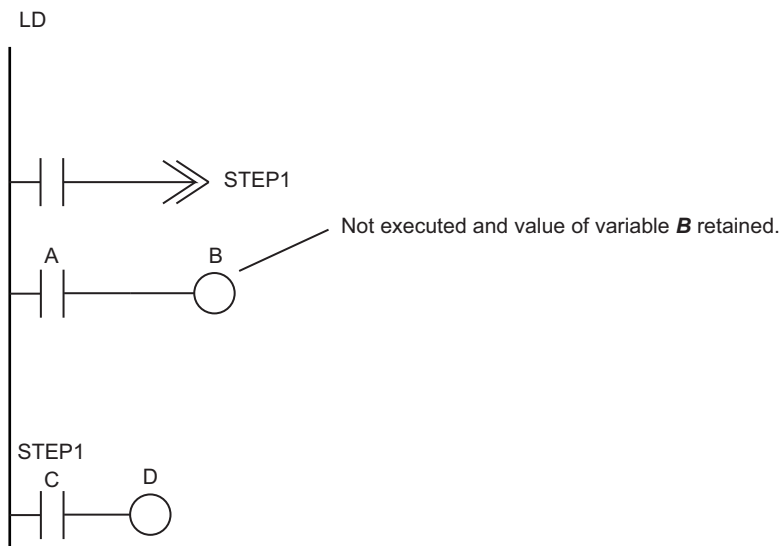 LD
STEP1
Not executed and value of variable B retained.
A
B
STEP1
C
D